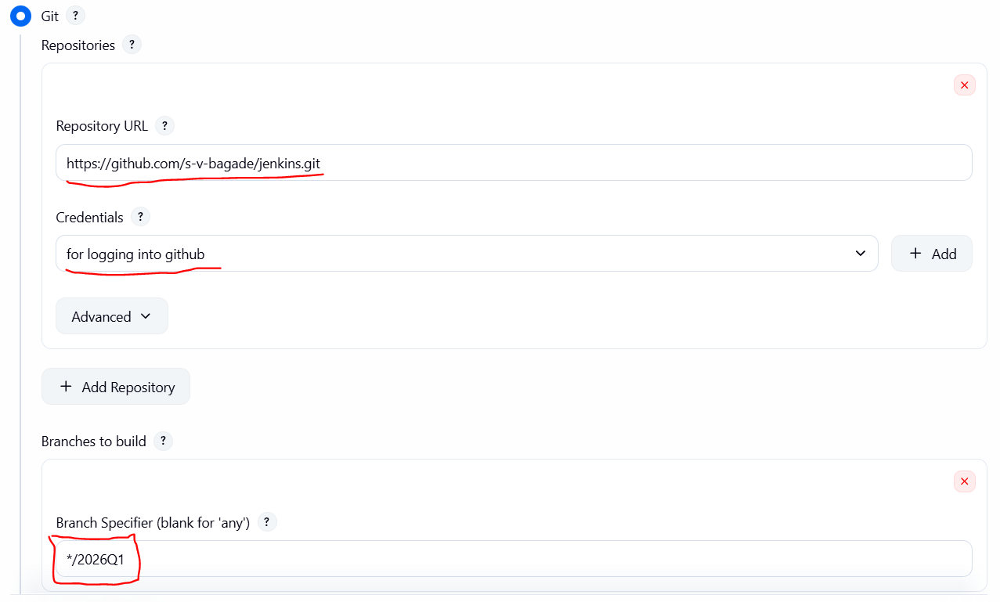 Git ?
Repositories ?
Repository URL ?
https://github.com/s-v-bagade/jenkins.git
Credentials ?
for logging into github
+ Add
Advanced
+ Add Repository
Branches to build ?
Branch Specifier (blank for 'any') ?
*/2026Q1